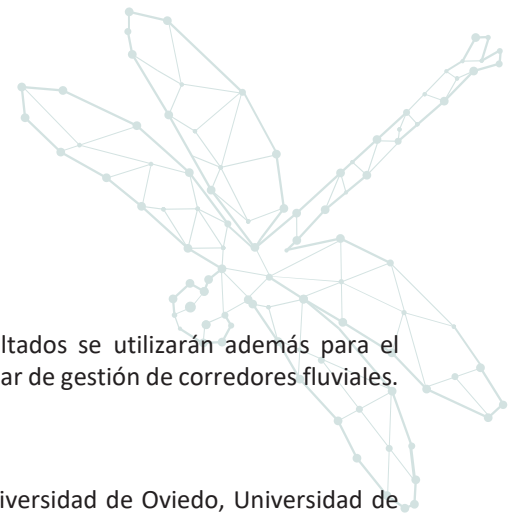 ltados se utilizarán además para el
ar de gestión de corredores fluviales.
iversidad de Oviedo, Universidad de